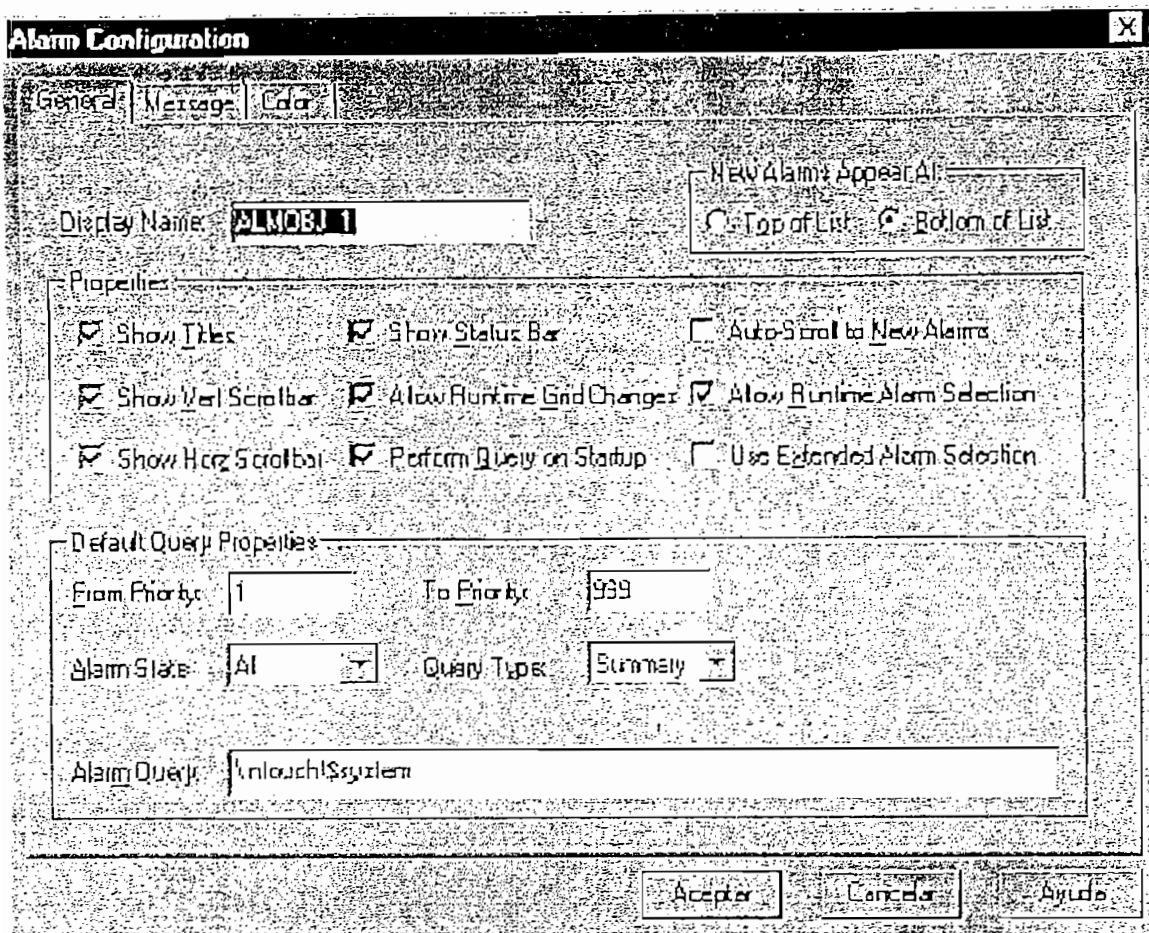 Alarm Configuration
General Message Color
New Alarms Appear At:
Display Name: ALMOBJ_1
Top of List Bottom of List
Properties
Show Titles Show Status Bar Auto-Scroll to New Alarms
Show Vert Scrollbar Allow Runtime Grid Changes Allow Runtime Alarm Selection
Show Horz Scrollbar Perform Query on Startup Use Extended Alarm Selection
Default Query Properties
From Priority: 1 To Priority: 999
Alarm State: All Query Type: Summary
Alarm Query: \intouch!$system
Aceptar Cancelar Ayuda